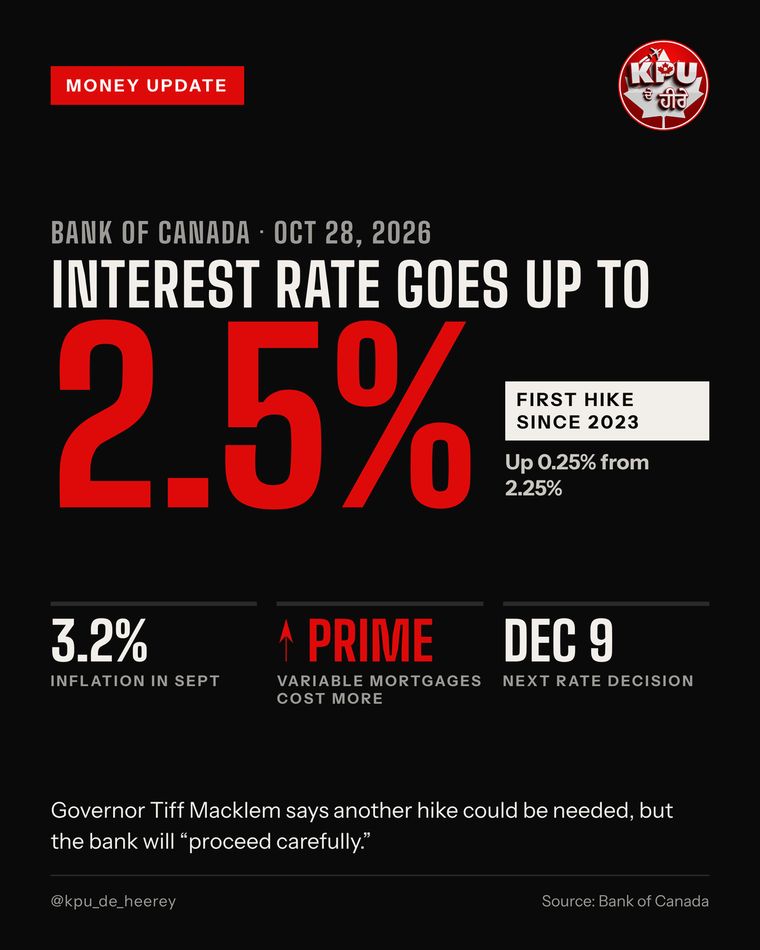 MONEY UPDATE
KPU
ਦੇ ਹੀਰੇ
BANK OF CANADA · OCT 28, 2026
INTEREST RATE GOES UP TO
2.5%
FIRST HIKE
SINCE 2023
Up 0.25% from
2.25%
3.2%
INFLATION IN SEPT
↑ PRIME
VARIABLE MORTGAGES
COST MORE
DEC 9
NEXT RATE DECISION
Governor Tiff Macklem says another hike could be needed, but
the bank will “proceed carefully.”
@kpu_de_heerey
Source: Bank of Canada